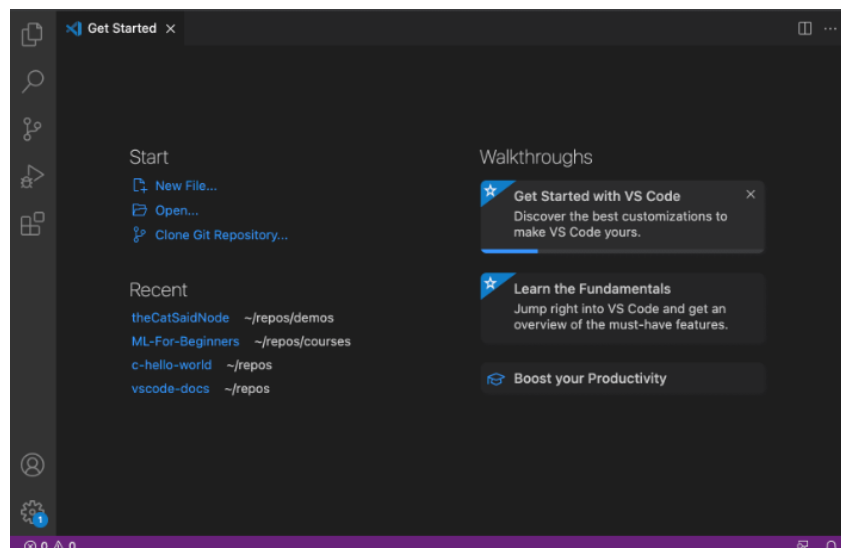 Get Started
Start
New File...
Open...
Clone Git Repository...
Recent
theCatSaidNode ~/repos/demos
ML-For-Beginners ~/repos/courses
c-hello-world ~/repos
vscode-docs ~/repos
Walkthroughs
Get Started with VS Code
Discover the best customizations to
make VS Code yours.
Learn the Fundamentals
Jump right into VS Code and get an
overview of the must-have features.
Boost your Productivity
1
0 0